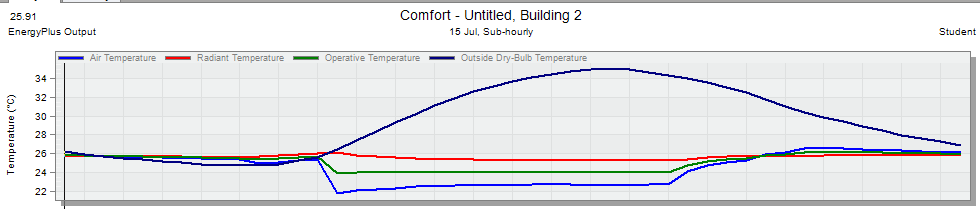 25.91
Comfort - Untitled, Building 2
EnergyPlus Output
15 Jul, Sub-hourly
Student
Air Temperature
Radiant Temperature
Operative Temperature
Outside Dry-Bulb Temperature
Temperature (°C)
34
32
30
28
26
24
22